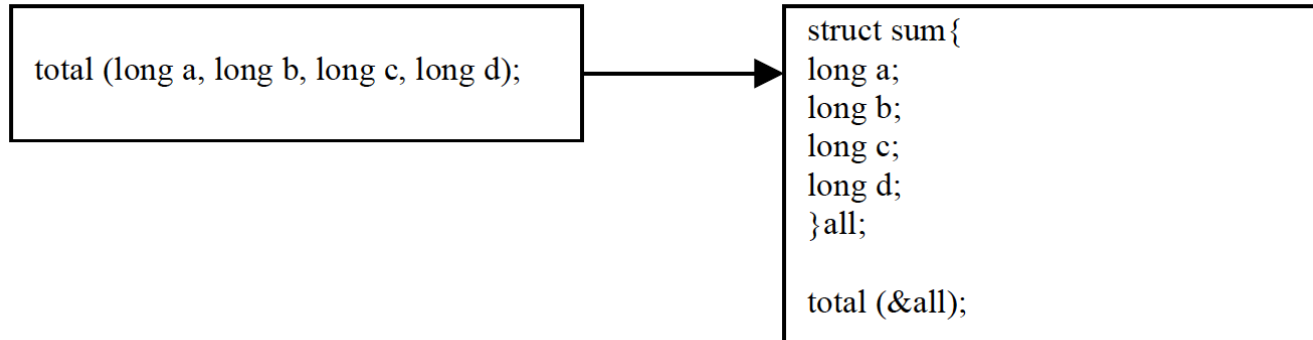 total (long a, long b, long c, long d);
struct sum{
long a;
long b;
long c;
long d;
}all;
total (&all);